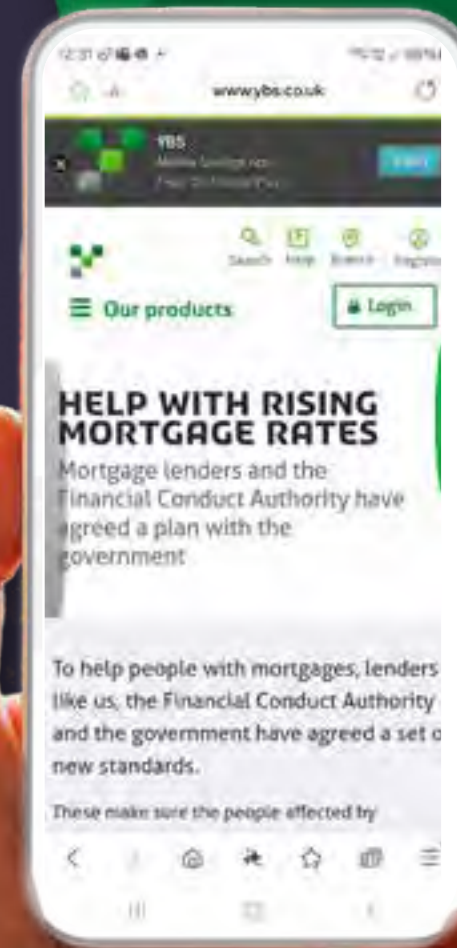 12:31
www.ybs.co.uk
YBS
Search Help Branch Register
Our products
Login
HELP WITH RISING
MORTGAGE RATES
Mortgage lenders and the
Financial Conduct Authority have
agreed a plan with the
government
To help people with mortgages, lenders
like us, the Financial Conduct Authority
and the government have agreed a set o
new standards.
These make sure the people affected by